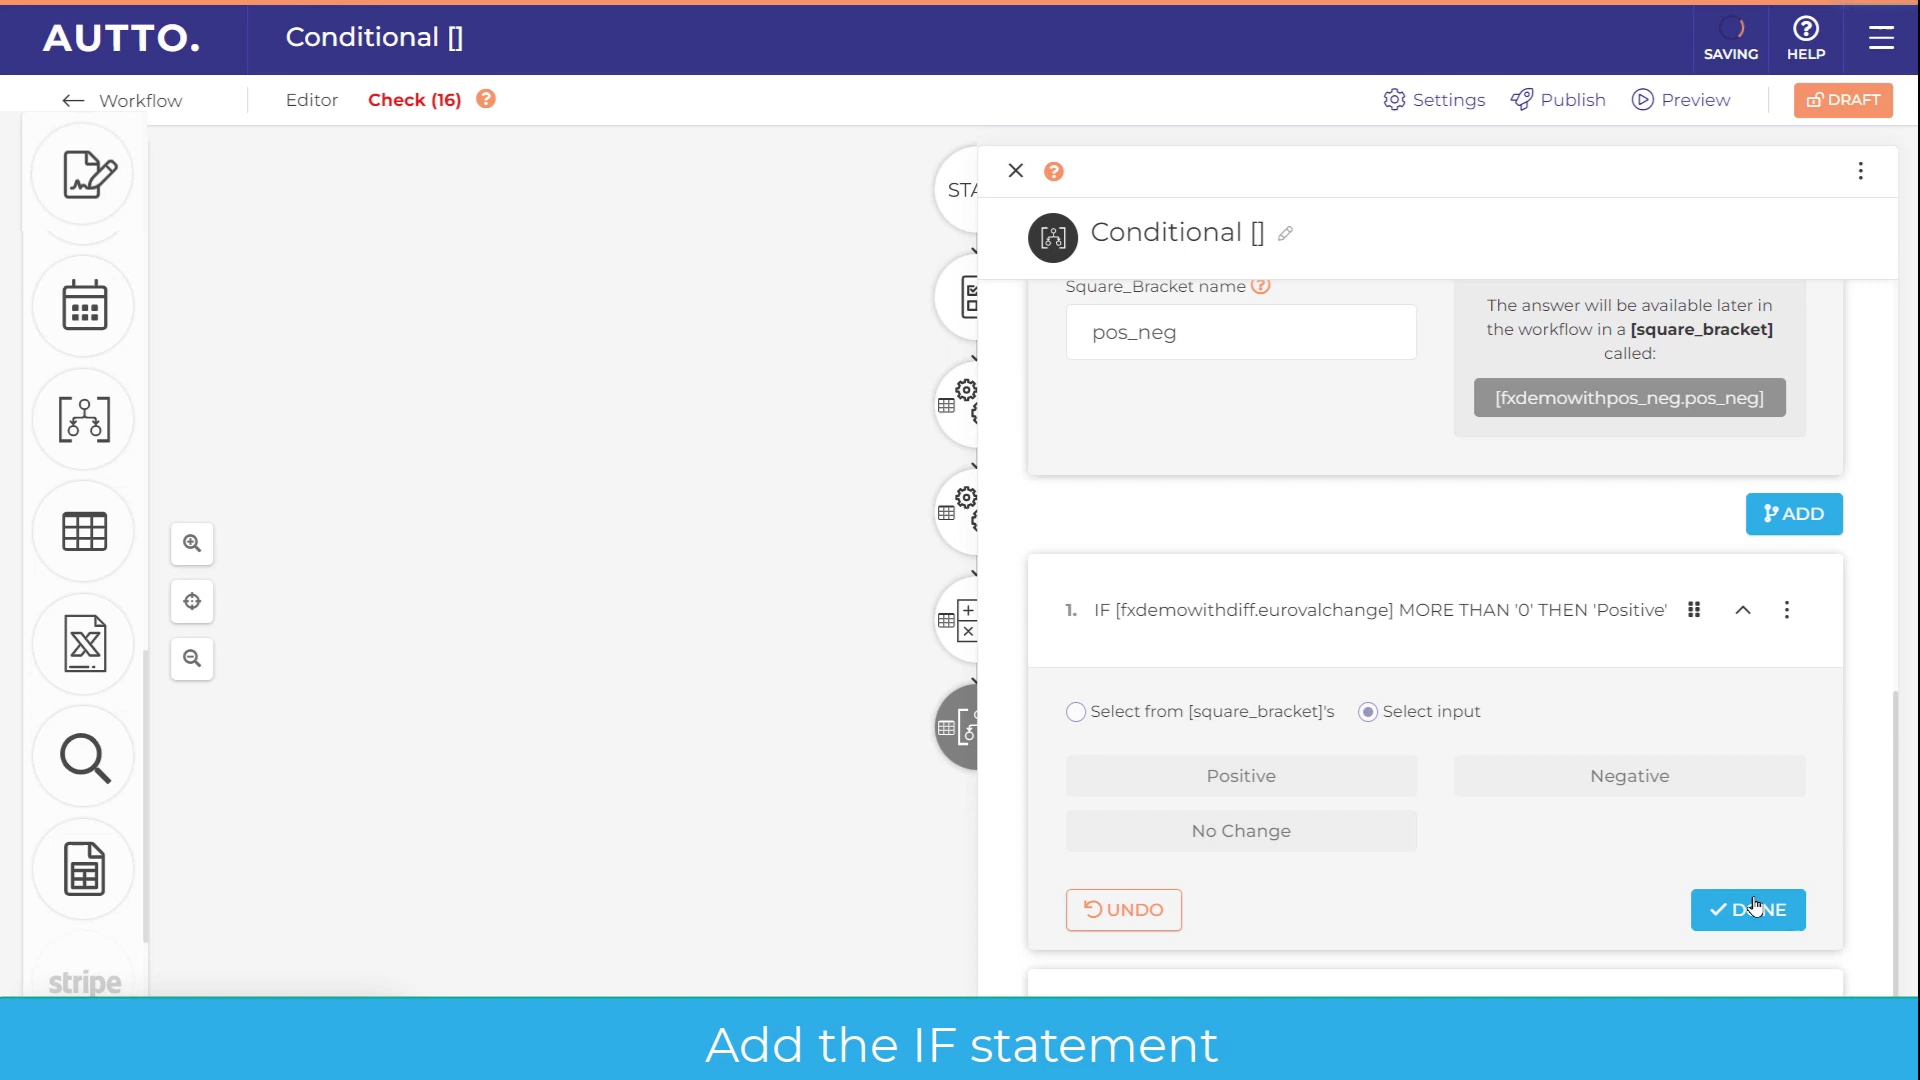 AUTTO.
Conditional []
SAVING
HELP
Workflow
Editor
Check (16)
?
Settings
Publish
Preview
DRAFT
?
Conditional []
Square_Bracket name ?
pos_neg
The answer will be available later in
the workflow in a [square_bracket]
called:
[fxdemowithpos_neg.pos_neg]
ADD
1. IF [fxdemowithdiff.eurovalchange] MORE THAN '0' THEN 'Positive'
Select from [square_bracket]'s
Select input
Positive
Negative
No Change
UNDO
stripe
Add the IF statement